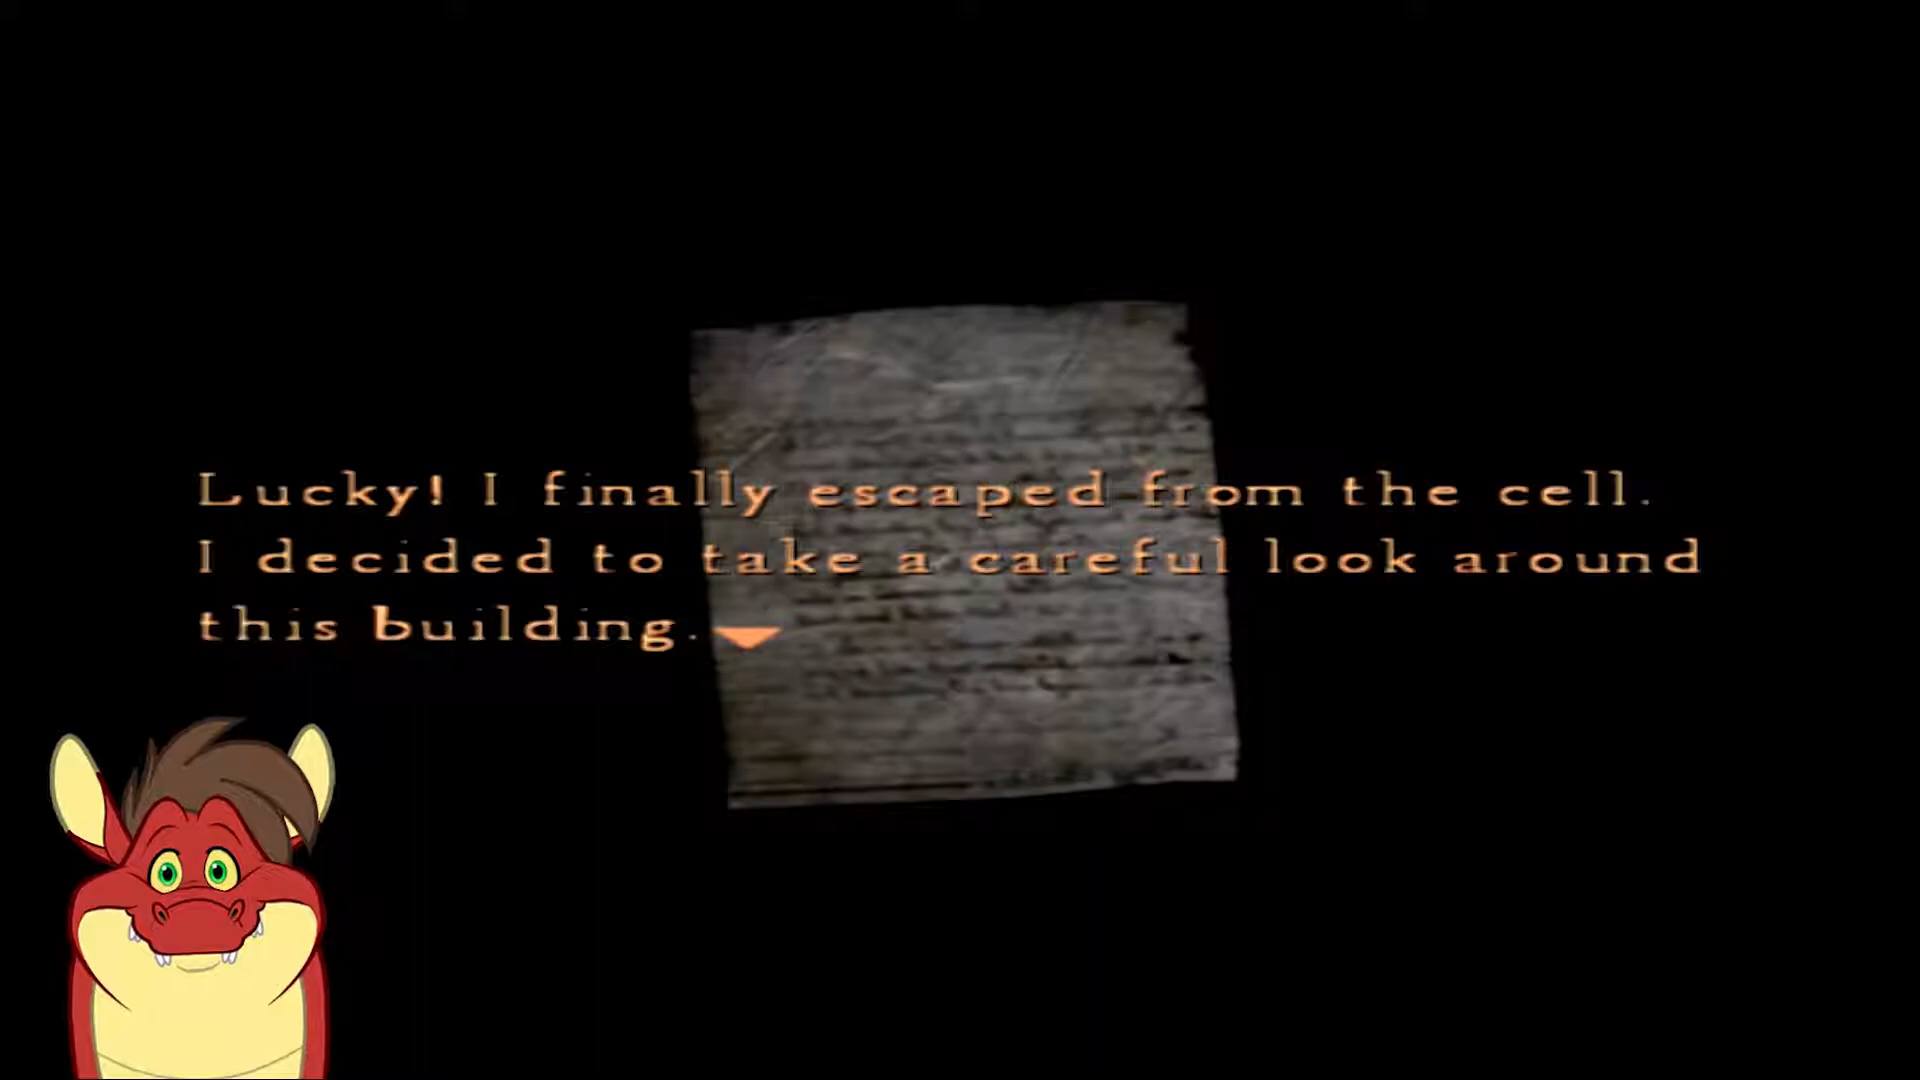 Lucky! I finally escaped from the cell.
I decided to take a careful look around
this building.